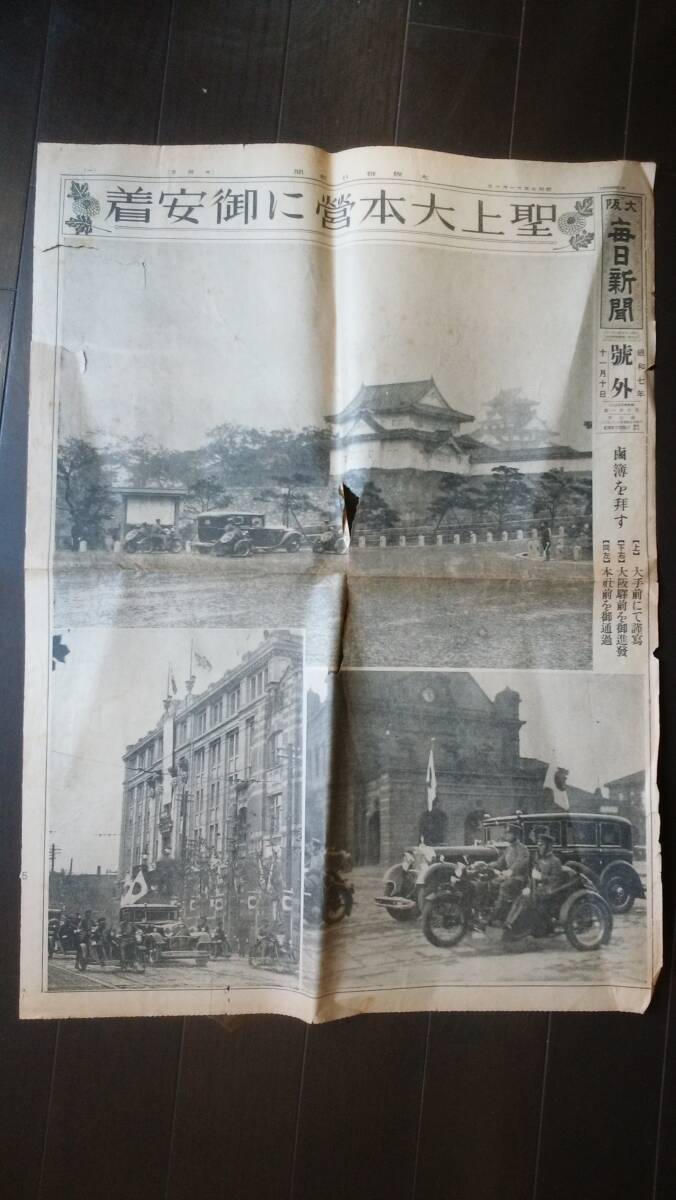 聖上大本營に御安着
大阪
每日新聞
號外
昭和七年
十一月十日
鹵簿を拜す
【上】大手前にて謹寫
【下右】大阪驛前を御進發
【同左】本社前を御通過
5